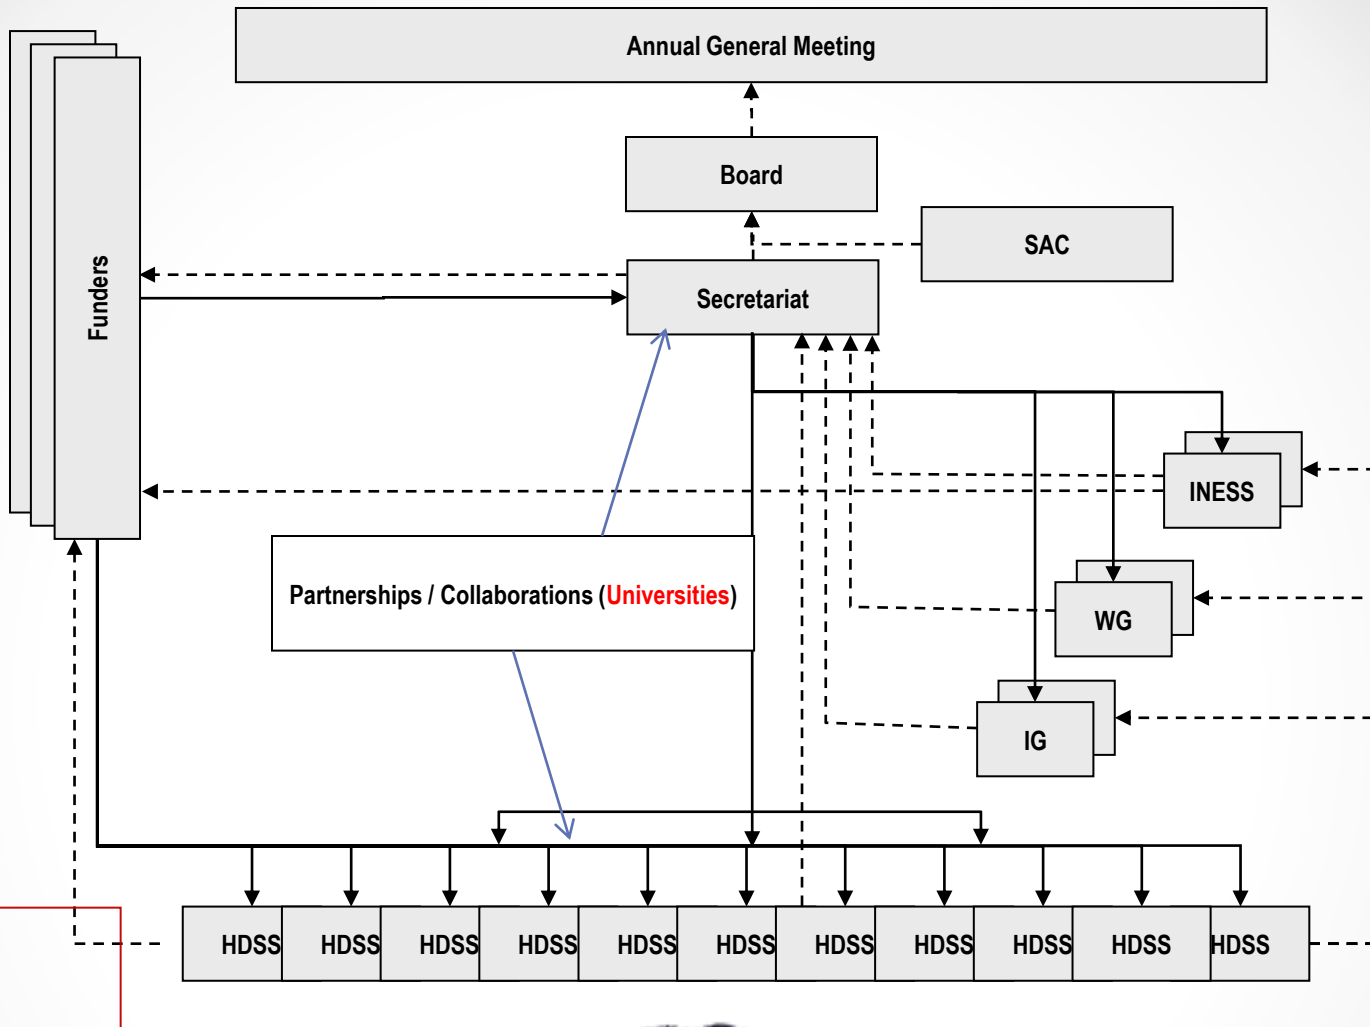 Annual General Meeting
Board
SAC
Funders
Secretariat
INESS
Partnerships / Collaborations (Universities)
WG
IG
HDSS
HDSS
HDSS
HDSS
HDSS
HDSS
HDSS
HDSS
HDSS
HDSS
HDSS